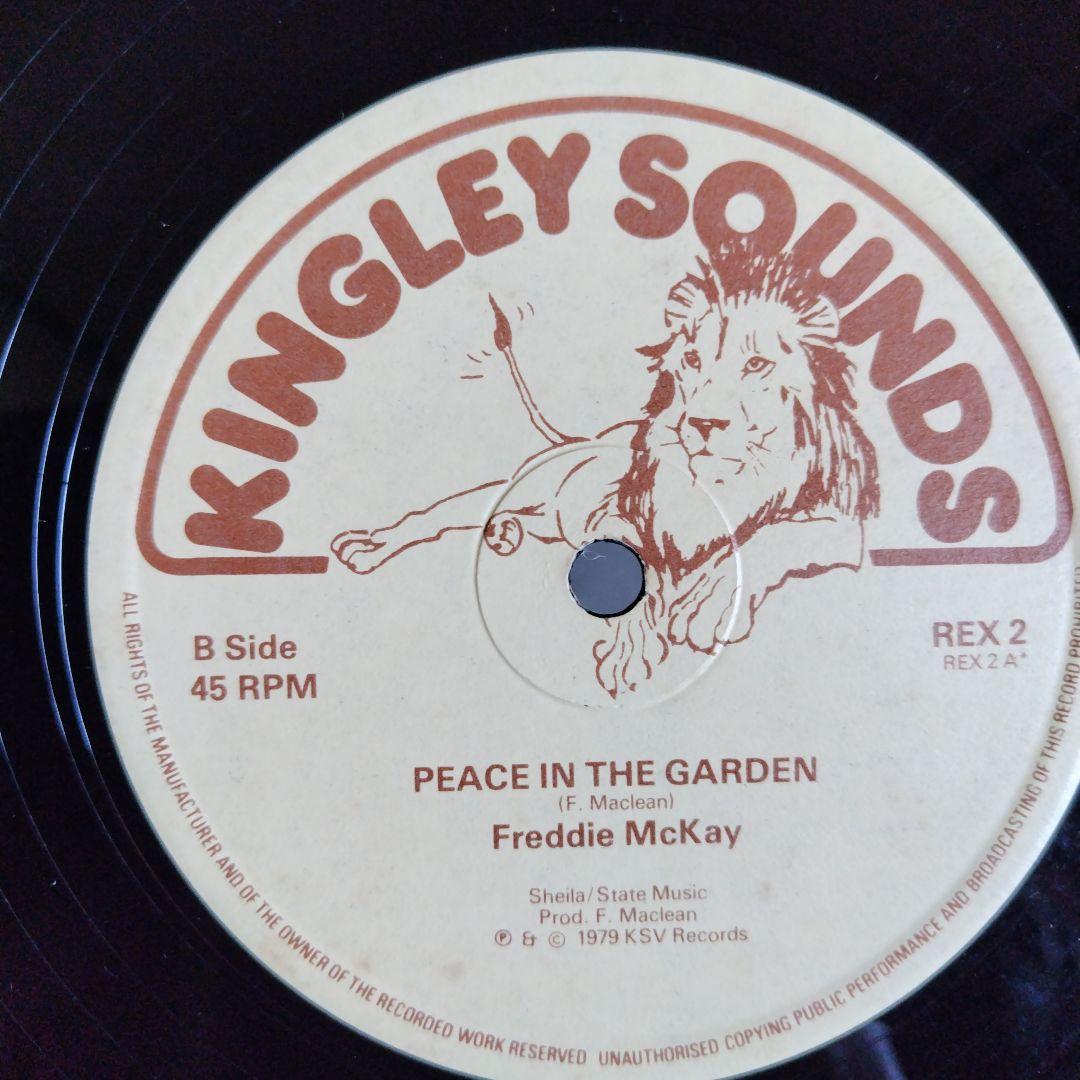 KINGLEY SOUNDS
B Side
45 RPM
REX 2
REX 2 A*
PEACE IN THE GARDEN
(F. Maclean)
Freddie McKay
Sheila/State Music
Prod. F. Maclean
℗ & © 1979 KSV Records
ALL RIGHTS OF THE MANUFACTURER AND OF THE OWNER OF THE RECORDED WORK RESERVED UNAUTHORISED COPYING PUBLIC PERFORMANCE AND BROADCASTING OF THIS RECORD PROHIBITED